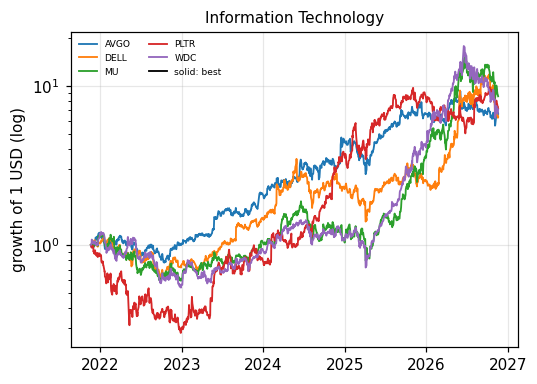 Information Technology
growth of 1 USD (log)
AVGO
DELL
MU
PLTR
WDC
solid: best
10¹
10⁰
2022 2023 2024 2025 2026 2027